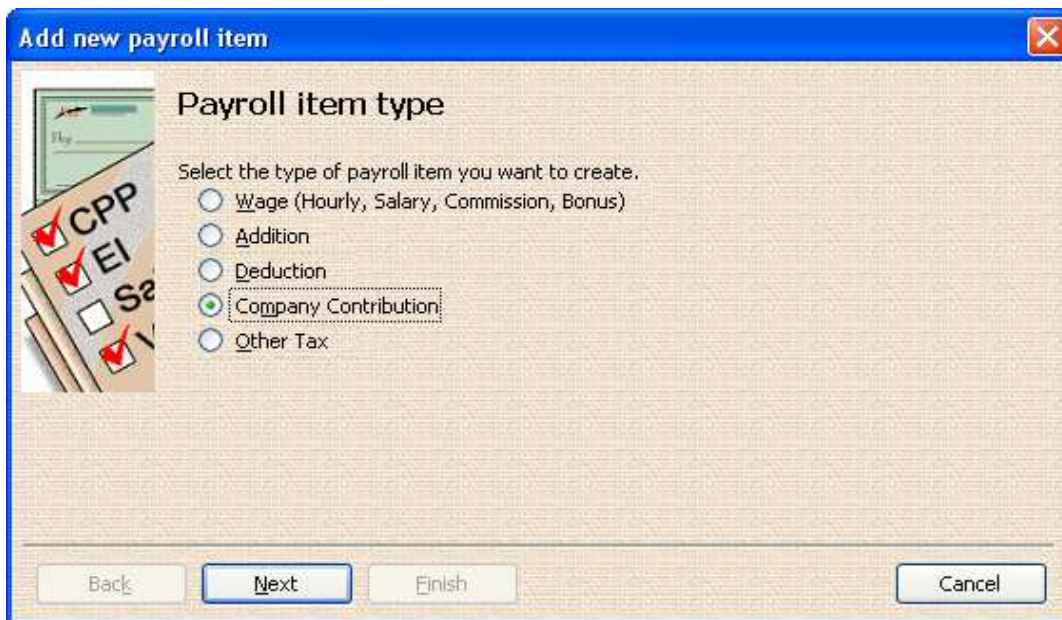 Add new payroll item
Payroll item type
Select the type of payroll item you want to create.
Wage (Hourly, Salary, Commission, Bonus)
Addition
Deduction
Company Contribution
Other Tax
CPP
EI
Sa
V
Back Next Finish Cancel